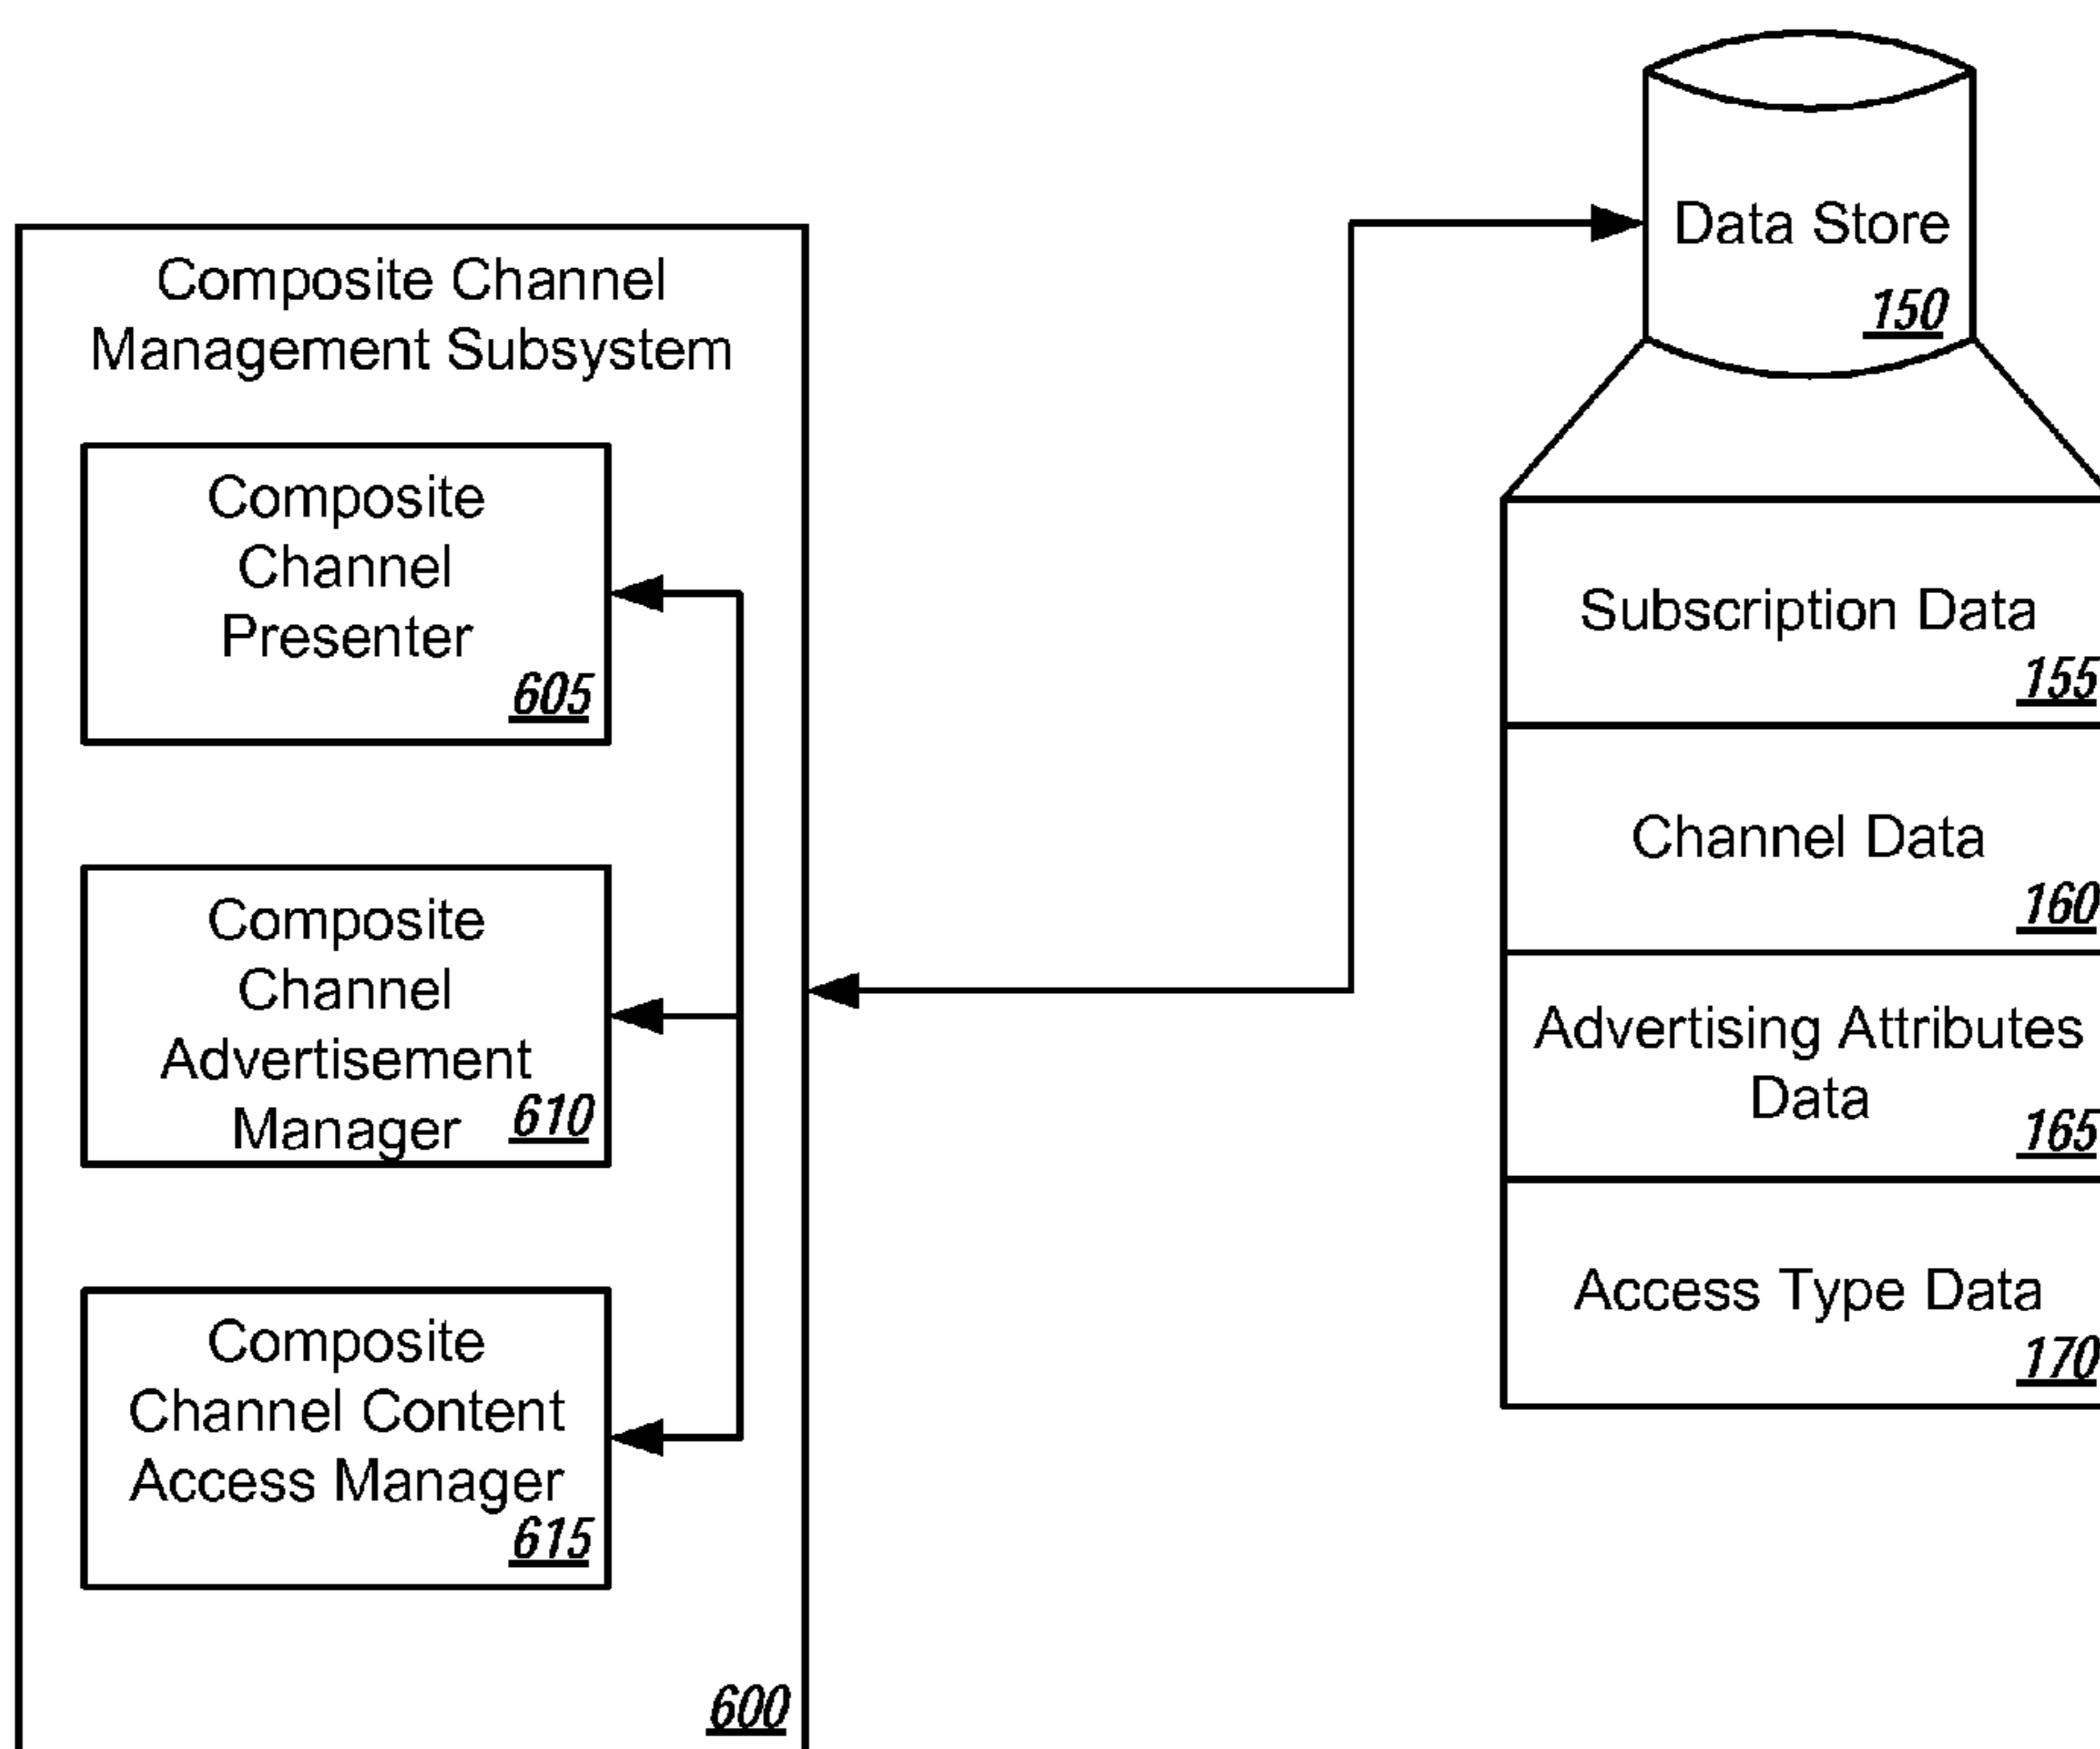 Composite Channel
Management Subsystem
Composite
Channel
Presenter
605
Composite
Channel
Advertisement
Manager
610
Composite
Channel Content
Access Manager
615
600
Data Store
150
Subscription Data
155
Channel Data
160
Advertising Attributes
Data
165
Access Type Data
170